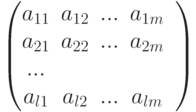 a₁₁ a₁₂ ... a₁ₘ
a₂₁ a₂₂ ... a₂ₘ
...
aₗ₁ aₗ₂ ... aₗₘ